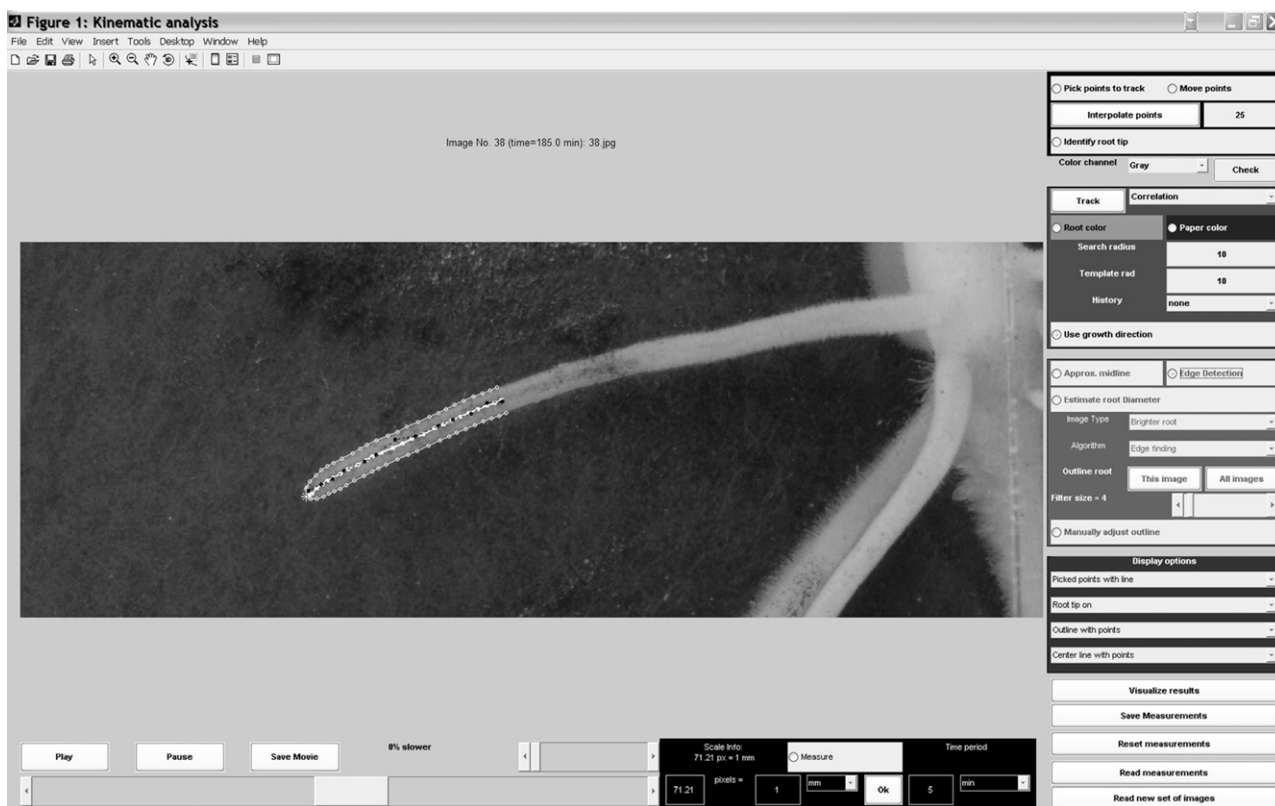 Figure 1: Kinematic analysis
File Edit View Insert Tools Desktop Window Help
Image No. 38 (time=185.0 min): 38.jpg
Pick points to track Move points
Interpolate points 25
Identify root tip
Color channel Gray Check
Track Correlation
Root color Paper color
Search radius 10
Template rad 10
History none
Use growth direction
Approx. midline Edge Detection
Estimate root Diameter
Image Type Brighter root
Algorithm Edge finding
Outline root This image All images
Filter size = 4
Manually adjust outline
Display options
Picked points with line
Root tip on
Outline with points
Center line with points
Visualize results
Save Measurements
Reset measurements
Read measurements
Read new set of images
Play Pause Save Movie 0% slower
Scale Info:
71.21 px = 1 mm
Measure
Time period
71.21 pixels = 1 mm Ok 5 min